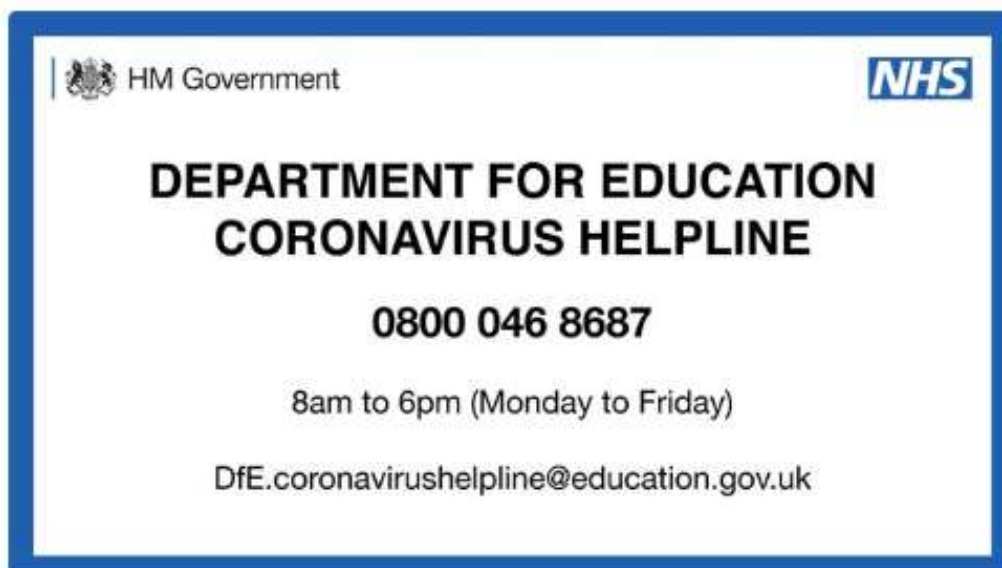 HM Government
NHS
DEPARTMENT FOR EDUCATION
CORONAVIRUS HELPLINE
0800 046 8687
8am to 6pm (Monday to Friday)
DfE.coronavirushelpline@education.gov.uk